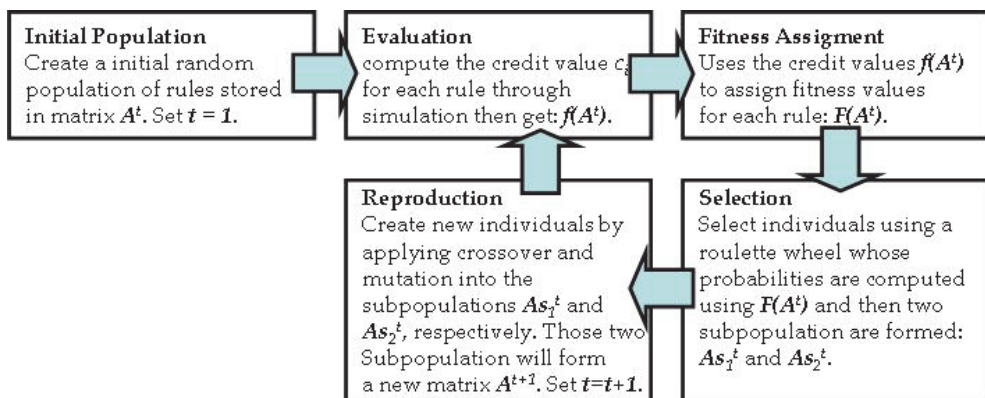 Initial Population
Create a initial random
population of rules stored
in matrix Aᵗ. Set t = 1.
Evaluation
compute the credit value cᵢ
for each rule through
simulation then get: f(Aᵗ).
Fitness Assigment
Uses the credit values f(Aᵗ)
to assign fitness values
for each rule: F(Aᵗ).
Selection
Select individuals using a
roulette wheel whose
probabilities are computed
using F(Aᵗ) and then two
subpopulation are formed:
As₁ᵗ and As₂ᵗ.
Reproduction
Create new individuals by
applying crossover and
mutation into the
subpopulations As₁ᵗ and
As₂ᵗ, respectively. Those two
Subpopulation will form
a new matrix Aᵗ⁺¹. Set t=t+1.